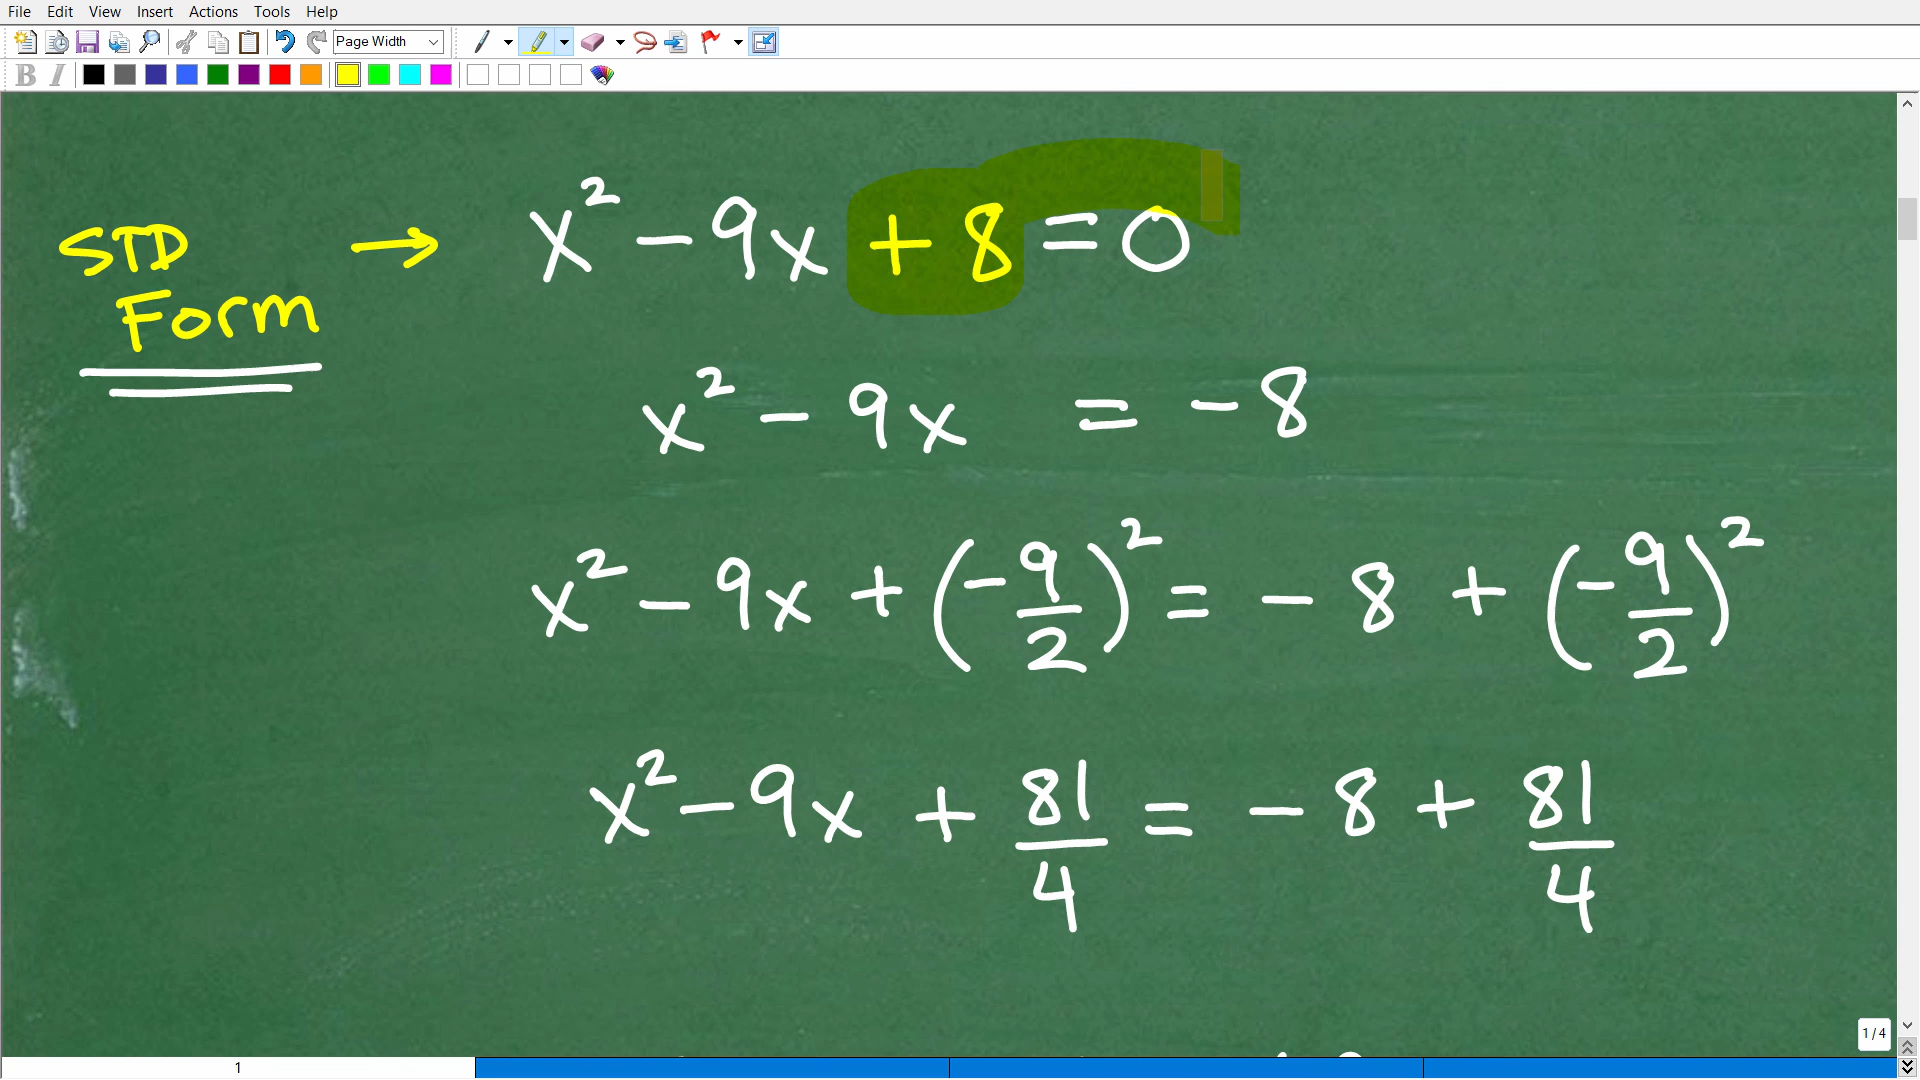 File Edit View Insert Actions Tools Help
Page Width
B I
STD Form → x² - 9x + 8 = 0
x² - 9x = - 8
x² - 9x + (-9/2)² = - 8 + (-9/2)²
x² - 9x + 81/4 = - 8 + 81/4
1 / 4
1